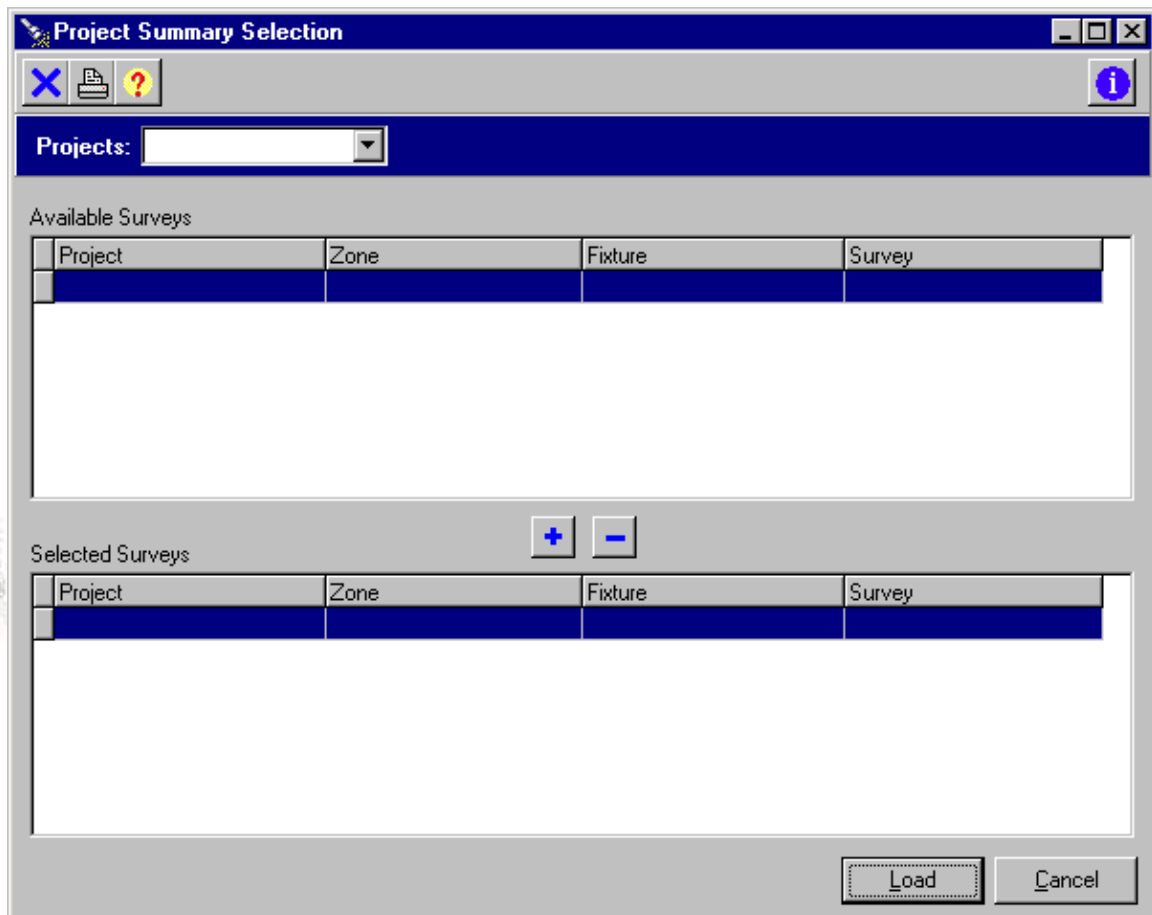 Project Summary Selection
?
i
Projects:
Available Surveys
Project Zone Fixture Survey
+ −
Selected Surveys
Project Zone Fixture Survey
Load Cancel